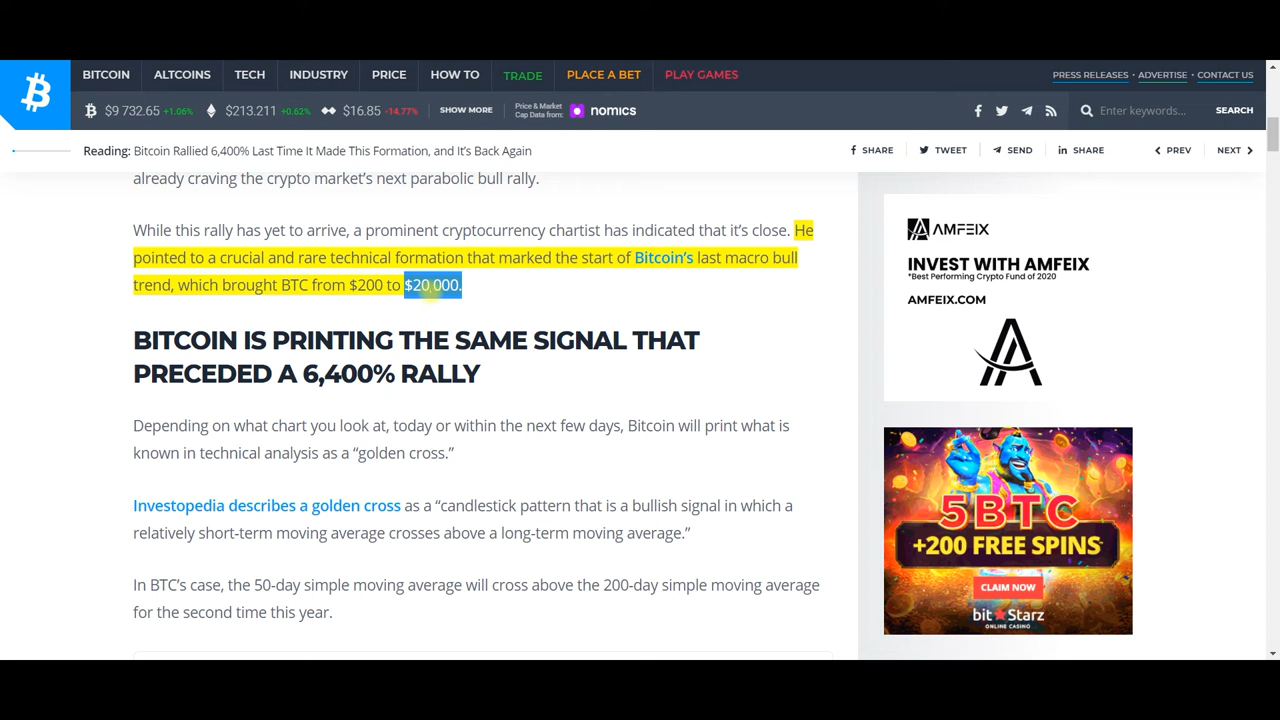 BITCOIN ALTCOINS TECH INDUSTRY PRICE HOW TO TRADE PLACE A BET PLAY GAMES PRESS RELEASES • ADVERTISE • CONTACT US
$9 732.65 +1.06% $213.211 +0.62% $16.85 -14.77% SHOW MORE Price & Market Cap Data from: nomics Enter keywords... SEARCH
Reading: Bitcoin Rallied 6,400% Last Time It Made This Formation, and It's Back Again SHARE TWEET SEND SHARE PREV NEXT
already craving the crypto market's next parabolic bull rally.
While this rally has yet to arrive, a prominent cryptocurrency chartist has indicated that it's close. He
pointed to a crucial and rare technical formation that marked the start of Bitcoin's last macro bull
trend, which brought BTC from $200 to $20,000.
BITCOIN IS PRINTING THE SAME SIGNAL THAT
PRECEDED A 6,400% RALLY
Depending on what chart you look at, today or within the next few days, Bitcoin will print what is
known in technical analysis as a “golden cross.”
Investopedia describes a golden cross as a “candlestick pattern that is a bullish signal in which a
relatively short-term moving average crosses above a long-term moving average.”
In BTC's case, the 50-day simple moving average will cross above the 200-day simple moving average
for the second time this year.
AMFEIX
INVEST WITH AMFEIX
*Best Performing Crypto Fund of 2020
AMFEIX.COM
5BTC
+200 FREE SPINS
CLAIM NOW
bitStarz
ONLINE CASINO